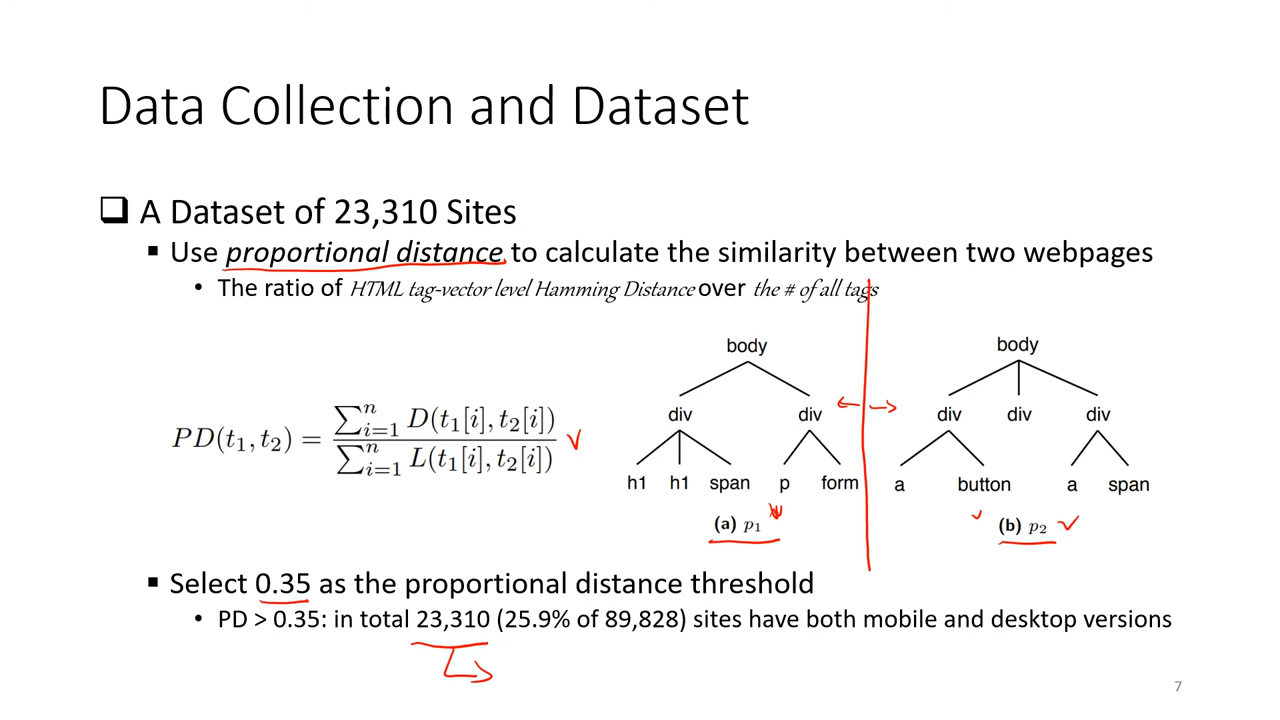 Data Collection and Dataset
❑ A Dataset of 23,310 Sites
▪ Use proportional distance to calculate the similarity between two webpages
• The ratio of HTML tag-vector level Hamming Distance over the # of all tags
body
body
PD(t₁, t₂) = ∑ⁿᵢ₌₁ D(t₁[i], t₂[i]) / ∑ⁿᵢ₌₁ L(t₁[i], t₂[i])
div div
div div div
h1 h1 span p form
a button a span
(a) p₁
(b) p₂
▪ Select 0.35 as the proportional distance threshold
• PD > 0.35: in total 23,310 (25.9% of 89,828) sites have both mobile and desktop versions
7